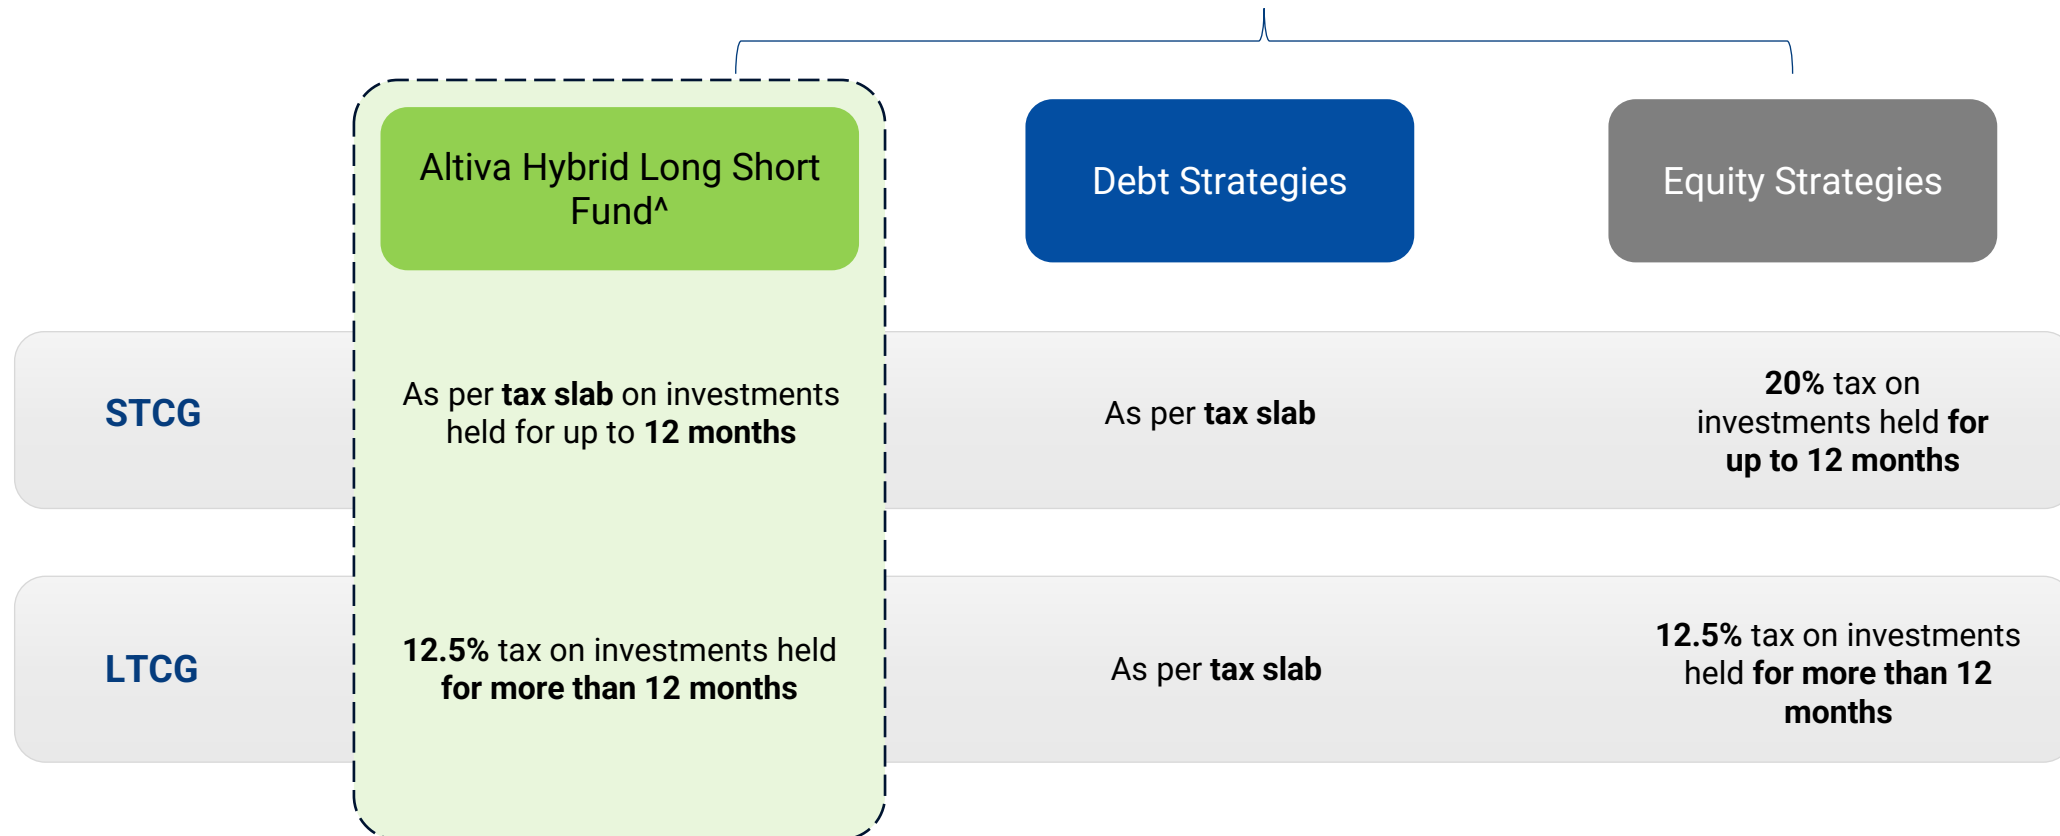 Altiva Hybrid Long Short
Fund^
Debt Strategies
Equity Strategies
STCG
As per tax slab on investments
held for up to 12 months
As per tax slab
20% tax on
investments held for
up to 12 months
LTCG
12.5% tax on investments held
for more than 12 months
As per tax slab
12.5% tax on investments
held for more than 12
months